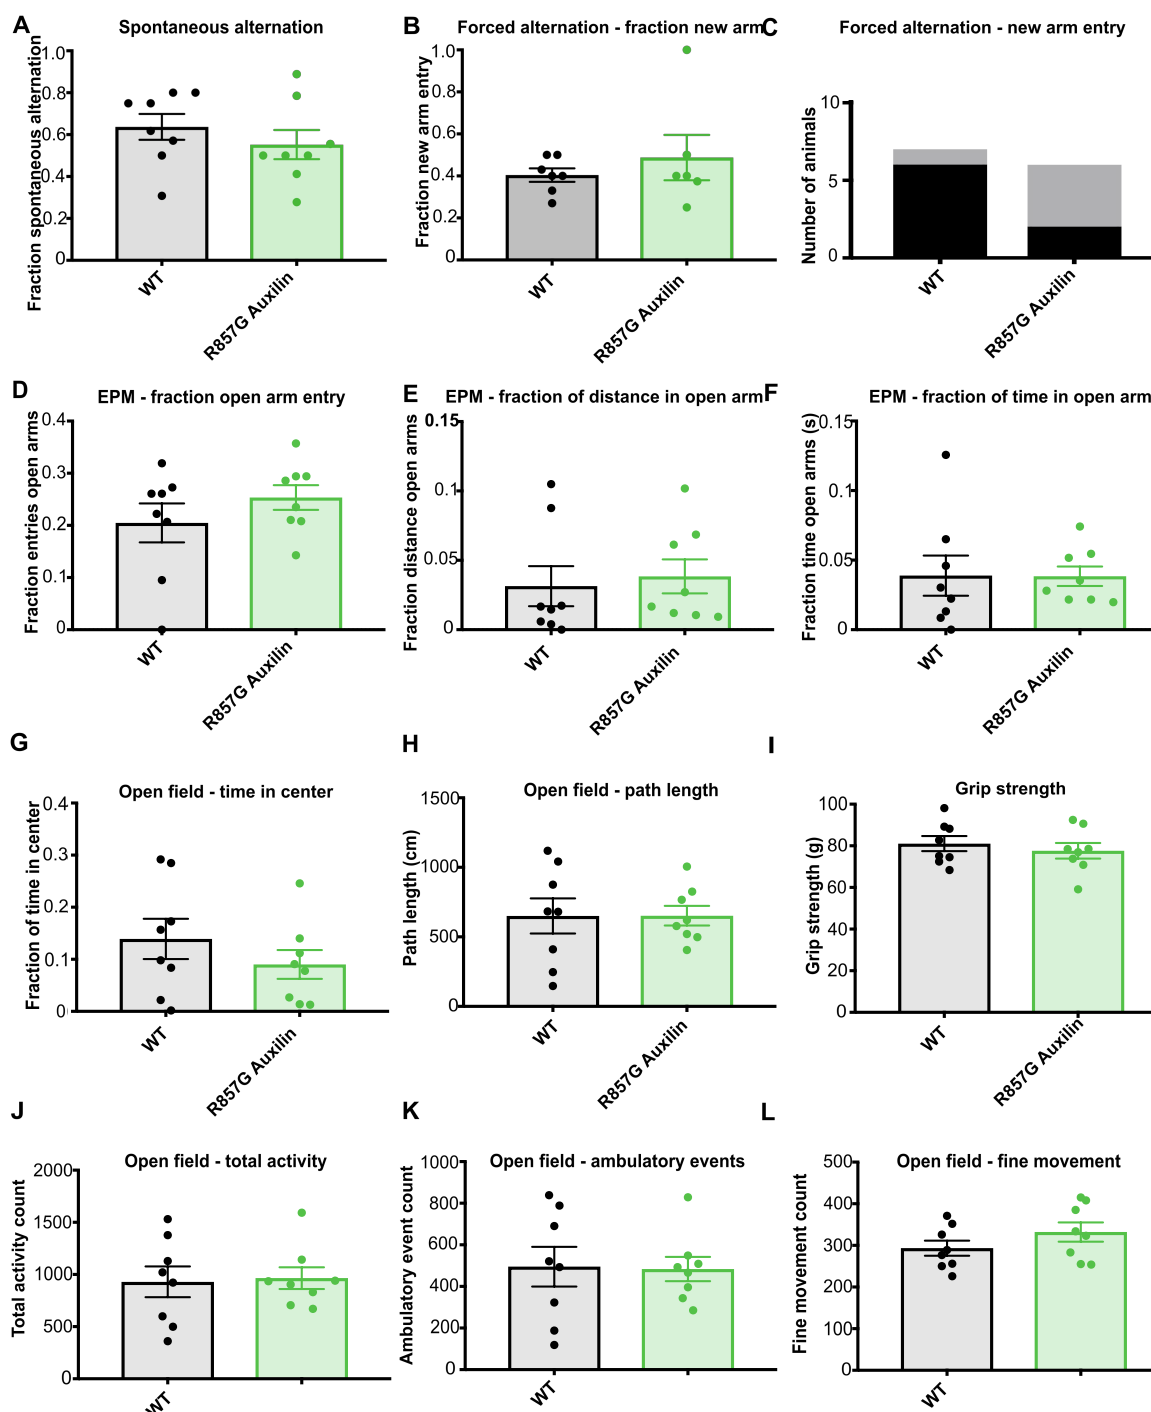 A
Spontaneous alternation
Fraction spontaneous alternation
1.0
0.8
0.6
0.4
0.2
0
WT
R857G Auxilin
B
Forced alternation - fraction new arm
Fraction new arm entry
1.0
0.8
0.6
0.4
0.2
0
WT
R857G Auxilin
C
Forced alternation - new arm entry
Number of animals
10
5
0
WT
R857G Auxilin
D
EPM - fraction open arm entry
Fraction entries open arms
0.4
0.3
0.2
0.1
0
WT
R857G Auxilin
E
EPM - fraction of distance in open arm
Fraction distance open arms
0.15
0.1
0.05
0
WT
R857G Auxilin
F
EPM - fraction of time in open arm
Fraction time open arms (s)
0.15
0.1
0.05
0
WT
R857G Auxilin
G
Open field - time in center
Fraction of time in center
0.4
0.3
0.2
0.1
0
WT
R857G Auxilin
H
Open field - path length
Path length (cm)
1500
1000
500
0
WT
R857G Auxilin
I
Grip strength
Grip strength (g)
100
80
60
40
20
0
WT
R857G Auxilin
J
Open field - total activity
Total activity count
2000
1500
1000
500
0
WT
K
Open field - ambulatory events
Ambulatory event count
1000
800
600
400
200
0
WT
L
Open field - fine movement
Fine movement count
500
400
300
200
100
0
WT